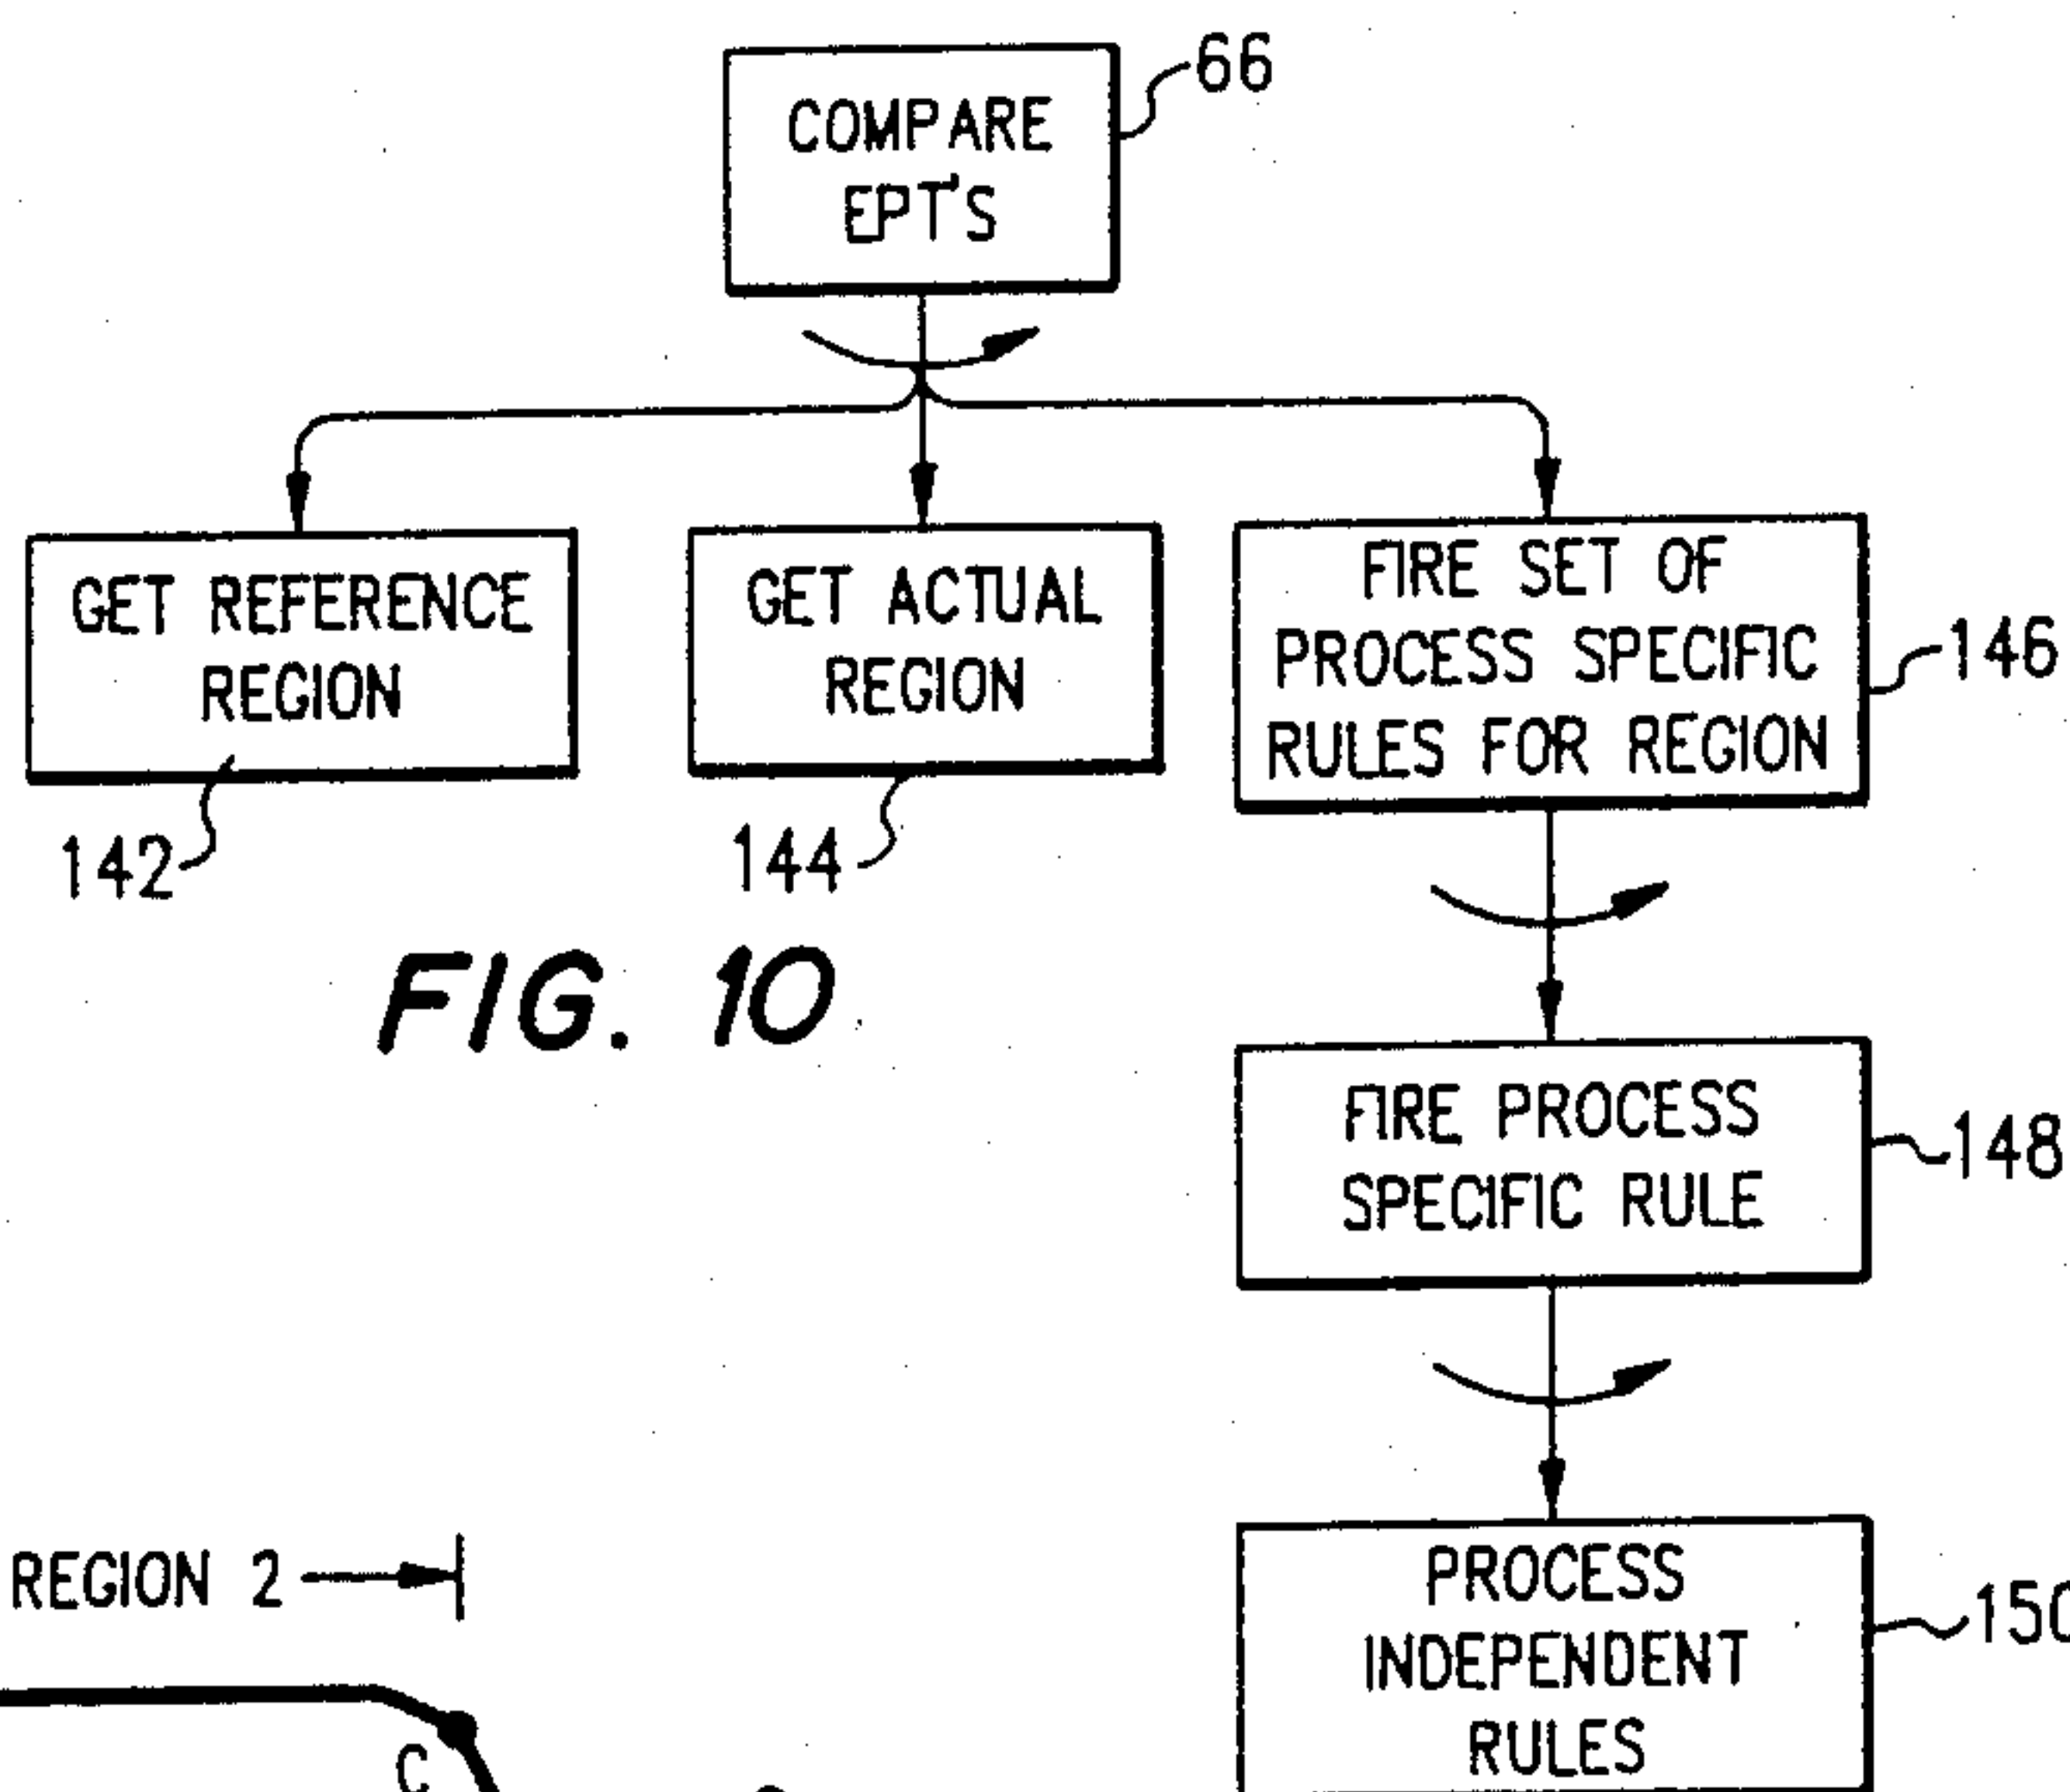 COMPARE
EPT'S
66
GET REFERENCE
REGION
142
GET ACTUAL
REGION
144
FIRE SET OF
PROCESS SPECIFIC
RULES FOR REGION
146
FIG. 10
FIRE PROCESS
SPECIFIC RULE
148
PROCESS
INDEPENDENT
RULES
150
REGION 2
C